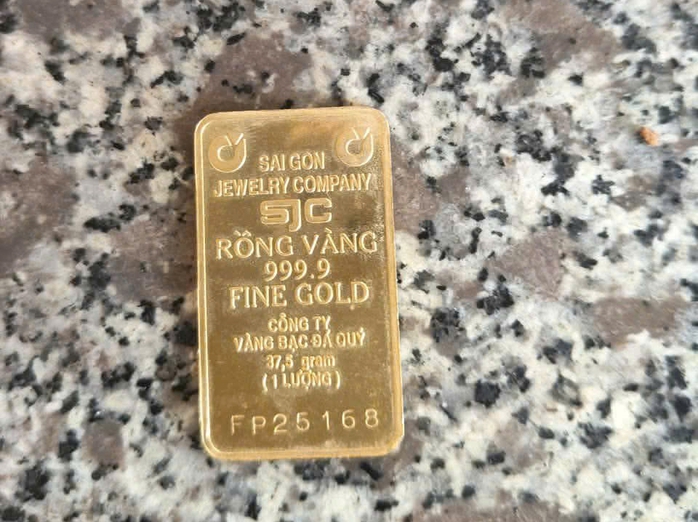 SAI GON
JEWELRY COMPANY
SJC
RỒNG VÀNG
999.9
FINE GOLD
CÔNG TY
VÀNG BẠC ĐÁ QUÝ
37,5 gram
(1 LƯỢNG)
FP25168